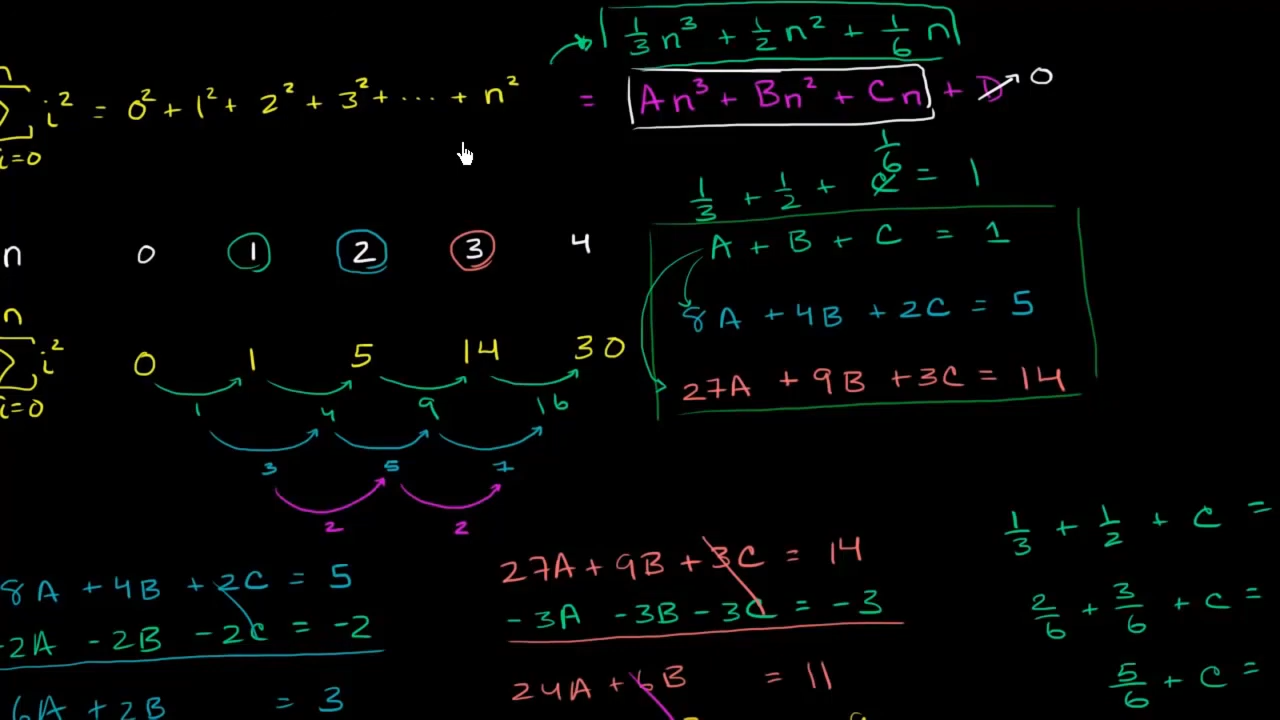 1/3 n³ + 1/2 n² + 1/6 n
n
∑ i² = 0² + 1² + 2² + 3² + ··· + n² = An³ + Bn² + Cn + D → 0
i=0
1/6
1/3 + 1/2 + C = 1
n 0 1 2 3 4
A + B + C = 1
8A + 4B + 2C = 5
27A + 9B + 3C = 14
n
∑ i² 0 1 5 14 30
i=0
1 4 9 16
3 5 7
2 2
8A + 4B + 2C = 5
-2A - 2B - 2C = -2
6A + 2B = 3
27A + 9B + 3C = 14
-3A - 3B - 3C = -3
24A + 6B = 11
1/3 + 1/2 + C =
2/6 + 3/6 + C =
5/6 + C =